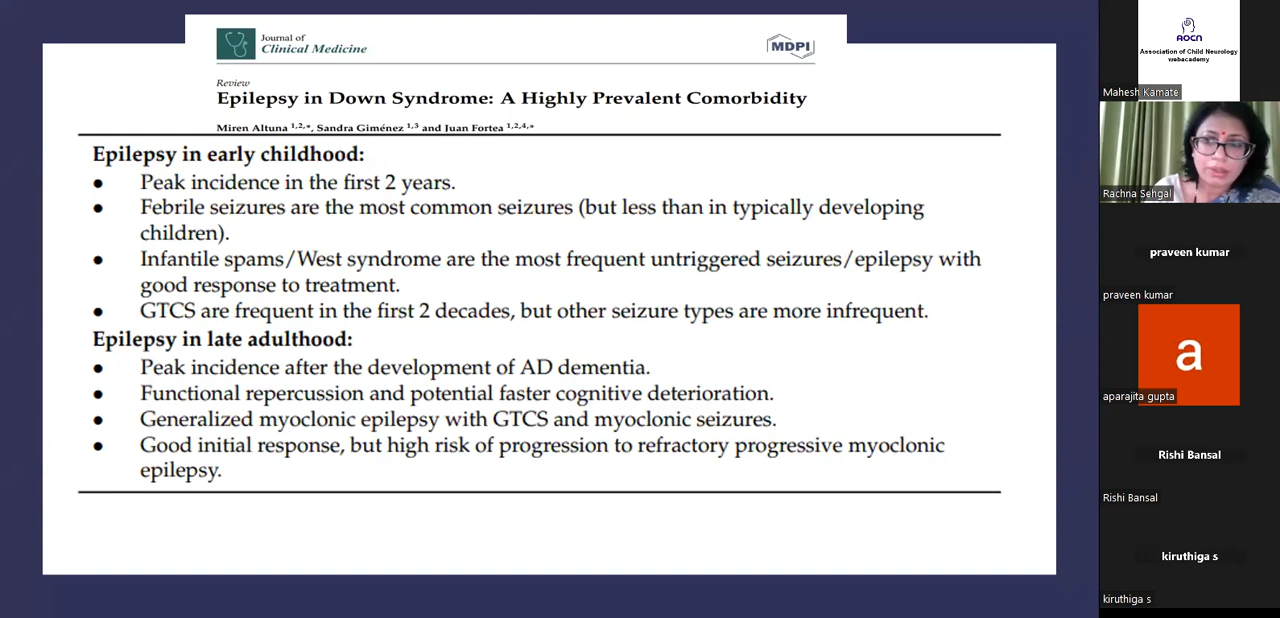 Journal of
Clinical Medicine
MDPI
Review
Epilepsy in Down Syndrome: A Highly Prevalent Comorbidity
Miren Altuna 1,2,*, Sandra Giménez 1,3 and Juan Fortea 1,2,4,*
Epilepsy in early childhood:
● Peak incidence in the first 2 years.
● Febrile seizures are the most common seizures (but less than in typically developing
children).
● Infantile spams/West syndrome are the most frequent untriggered seizures/epilepsy with
good response to treatment.
● GTCS are frequent in the first 2 decades, but other seizure types are more infrequent.
Epilepsy in late adulthood:
● Peak incidence after the development of AD dementia.
● Functional repercussion and potential faster cognitive deterioration.
● Generalized myoclonic epilepsy with GTCS and myoclonic seizures.
● Good initial response, but high risk of progression to refractory progressive myoclonic
epilepsy.
AOCN
Association of Child Neurology
webacademy
Mahesh Kamate
Rachna Sehgal
praveen kumar
praveen kumar
a
aparajita gupta
Rishi Bansal
Rishi Bansal
kiruthiga s
kiruthiga s